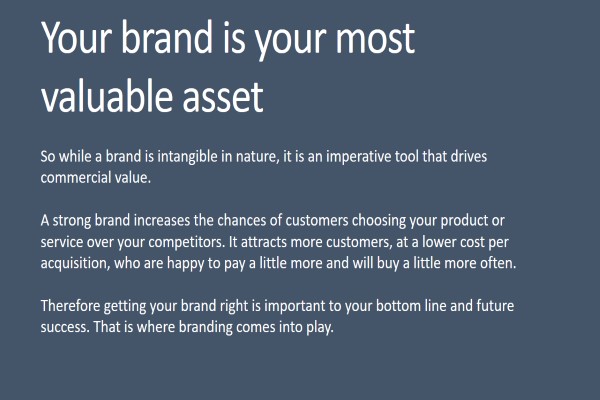 Your brand is your most
valuable asset
So while a brand is intangible in nature, it is an imperative tool that drives
commercial value.
A strong brand increases the chances of customers choosing your product or
service over your competitors. It attracts more customers, at a lower cost per
acquisition, who are happy to pay a little more and will buy a little more often.
Therefore getting your brand right is important to your bottom line and future
success. That is where branding comes into play.